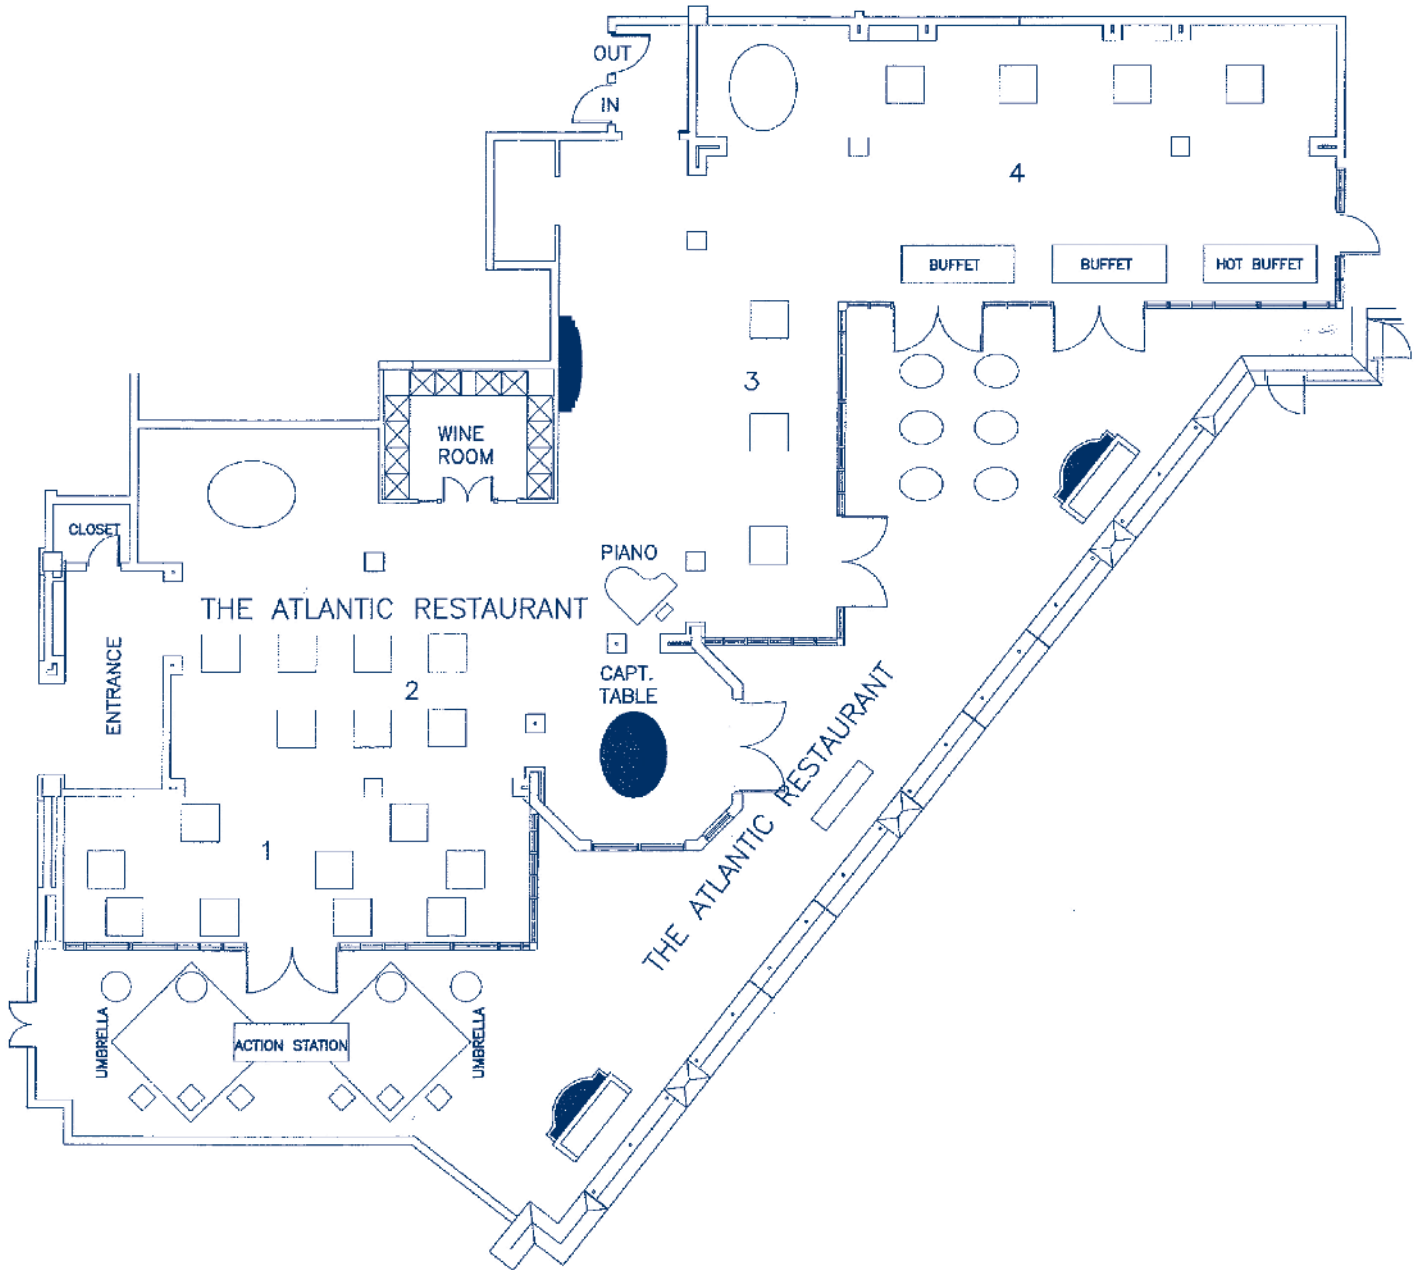 OUT
IN
4
BUFFET
BUFFET
HOT BUFFET
3
WINE
ROOM
CLOSET
PIANO
THE ATLANTIC RESTAURANT
ENTRANCE
2
CAPT.
TABLE
THE ATLANTIC RESTAURANT
1
UMBRELLA
ACTION STATION
UMBRELLA